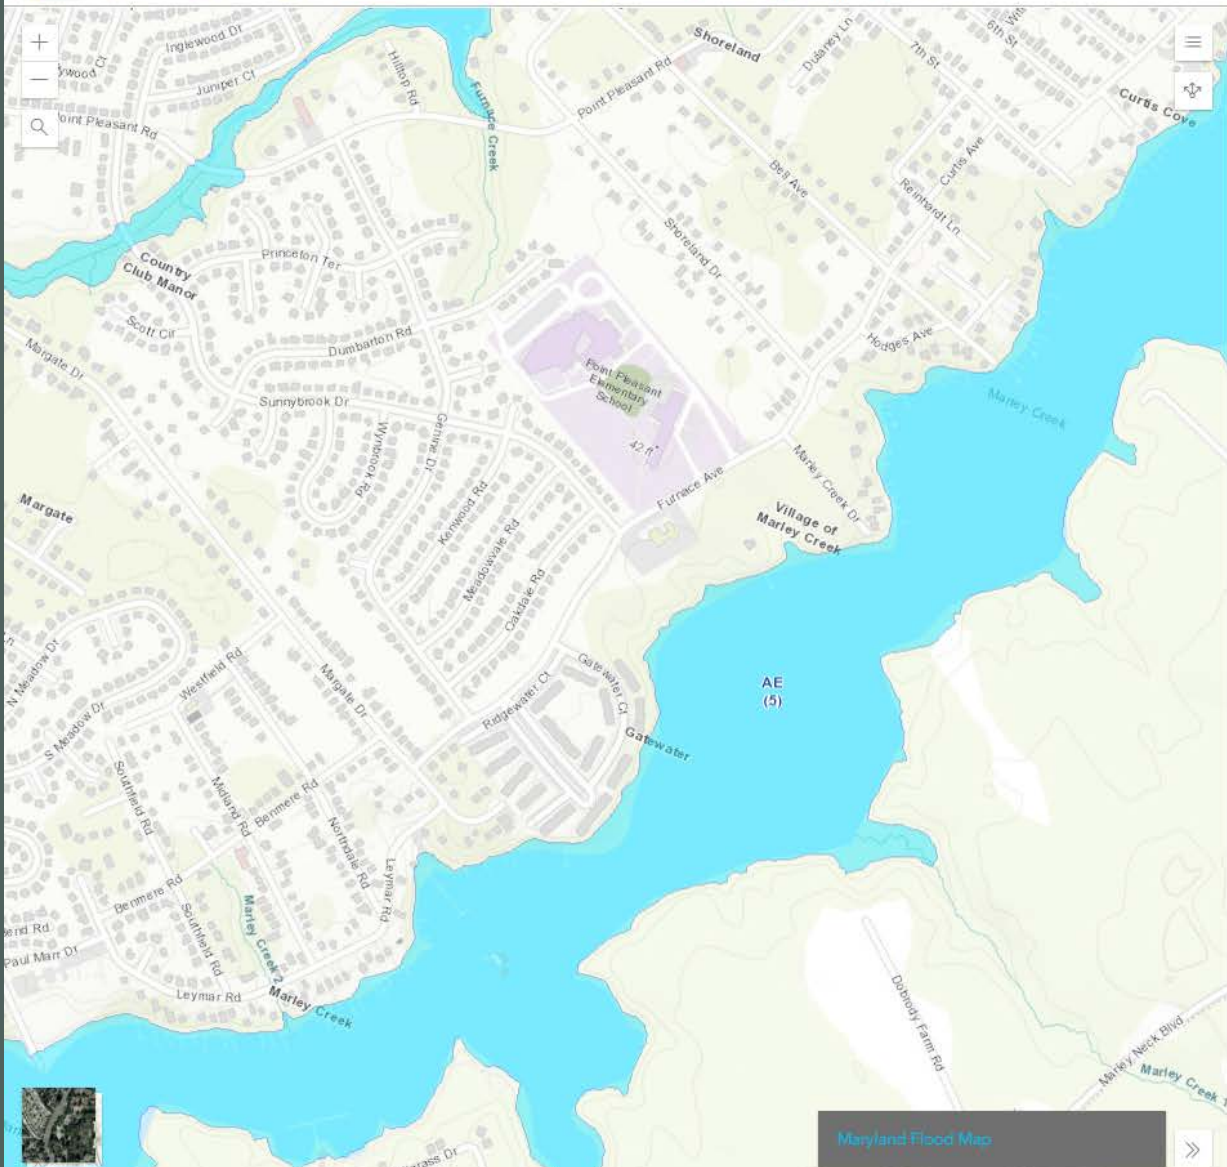 Inglewood Dr
Juniper Ct
Point Pleasant Rd
Hilltop Rd
Furnace Creek
Point Pleasant Rd
Shoreland
Dulaney Ln
7th St
6th St
Curtis Cove
Curtis Ave
Reinhardt Ln
Bell Ave
Shoreland Dr
Country
Club Manor
Princeton Ter
Scott Cir
Margate Dr
Dumbarton Rd
Sunnybrook Dr
Point Pleasant
Elementary
School
42 ft
Hodges Ave
Marley Creek
Wynbrook Rd
Genine Dr
Kenwood Rd
Meadowvale Rd
Oakdale Rd
Furnace Ave
Marley Creek Dr
Village of
Marley Creek
Margate
N Meadow Dr
Westfield Rd
S Meadow Dr
Margate Dr
Ridgewater Ct
Gatewater Ct
Gatewater
AE
(5)
Southfield Rd
Midland Rd
Benmere Rd
Northdale Rd
Leymar Rd
Benmere Rd
Southfield Rd
Marley Creek 2
Paul Marr Dr
Leymar Rd
Marley Creek
Dobrody Farm Rd
Marley Neck Blvd
Marley Creek 1
Maryland Flood Map